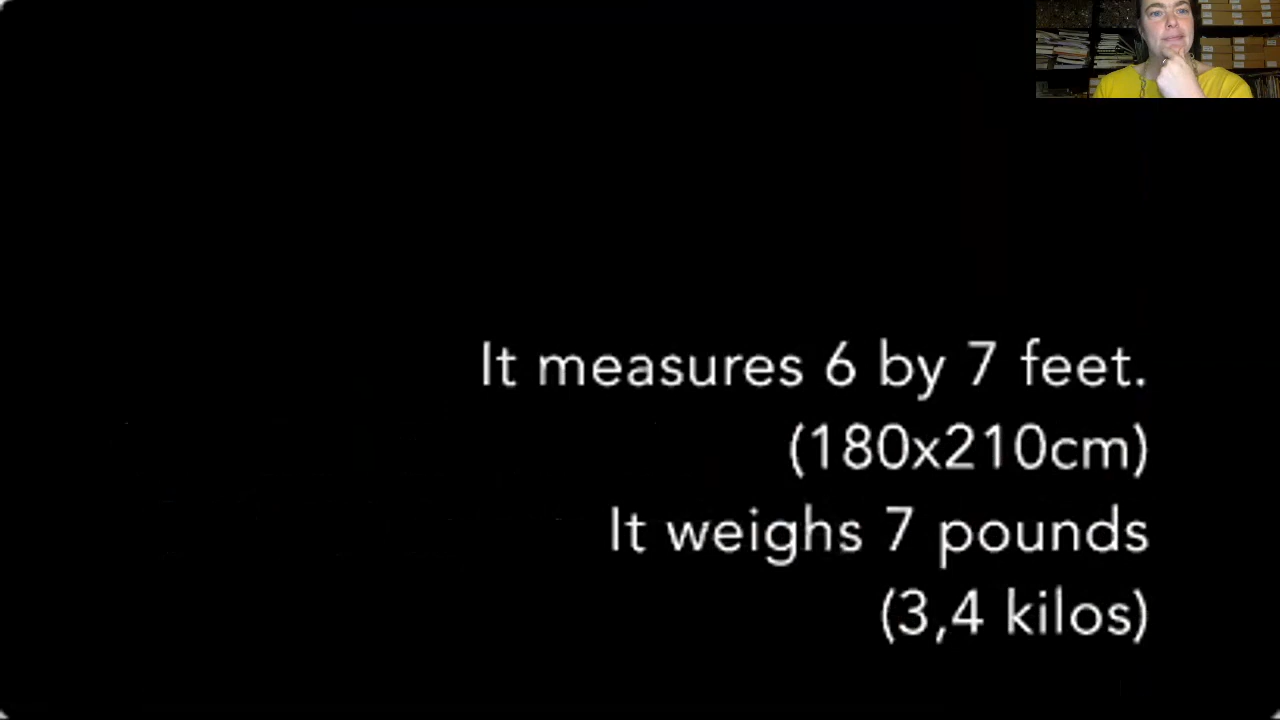 It measures 6 by 7 feet.
(180x210cm)
It weighs 7 pounds
(3,4 kilos)